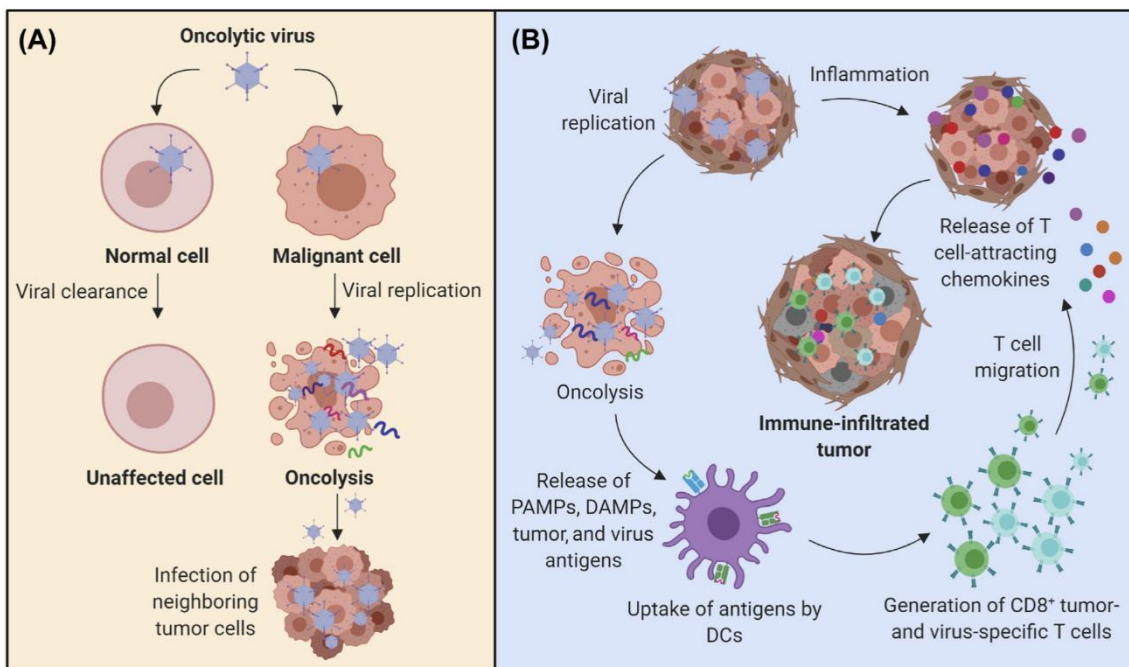 (A)
Oncolytic virus
Normal cell
Malignant cell
Viral clearance
Viral replication
Unaffected cell
Oncolysis
Infection of
neighboring
tumor cells
(B)
Viral
replication
Inflammation
Release of T
cell-attracting
chemokines
Oncolysis
Immune-infiltrated
tumor
T cell
migration
Release of
PAMPs, DAMPs,
tumor, and virus
antigens
Uptake of antigens by
DCs
Generation of CD8⁺ tumor-
and virus-specific T cells